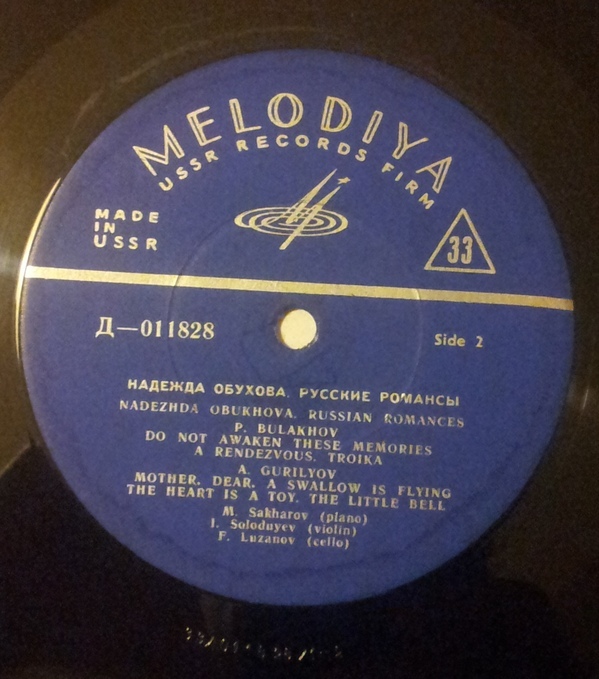 MELODIYA
USSR RECORDS FIRM
MADE
IN
USSR
33
Д—011828
Side 2
НАДЕЖДА ОБУХОВА. РУССКИЕ РОМАНСЫ
NADEZHDA OBUKHOVA. RUSSIAN ROMANCES
P. BULAKHOV
DO NOT AWAKEN THESE MEMORIES
A RENDEZVOUS. TROIKA
A. GURILYOV
MOTHER, DEAR. A SWALLOW IS FLYING
THE HEART IS A TOY. THE LITTLE BELL
M. Sakharov (piano)
I. Soloduyev (violin)
F. Luzanov (cello)